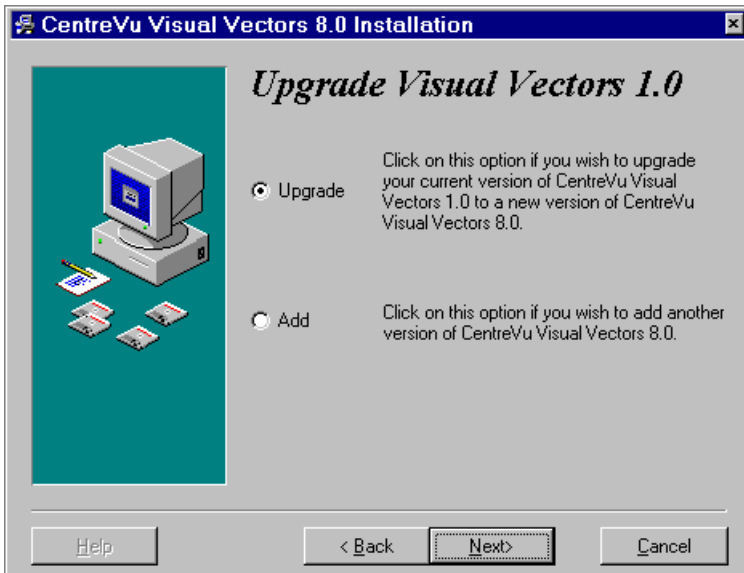 CentreVu Visual Vectors 8.0 Installation
Upgrade Visual Vectors 1.0
Upgrade
Click on this option if you wish to upgrade
your current version of CentreVu Visual
Vectors 1.0 to a new version of CentreVu
Visual Vectors 8.0.
Add
Click on this option if you wish to add another
version of CentreVu Visual Vectors 8.0.
Help
< Back
Next>
Cancel